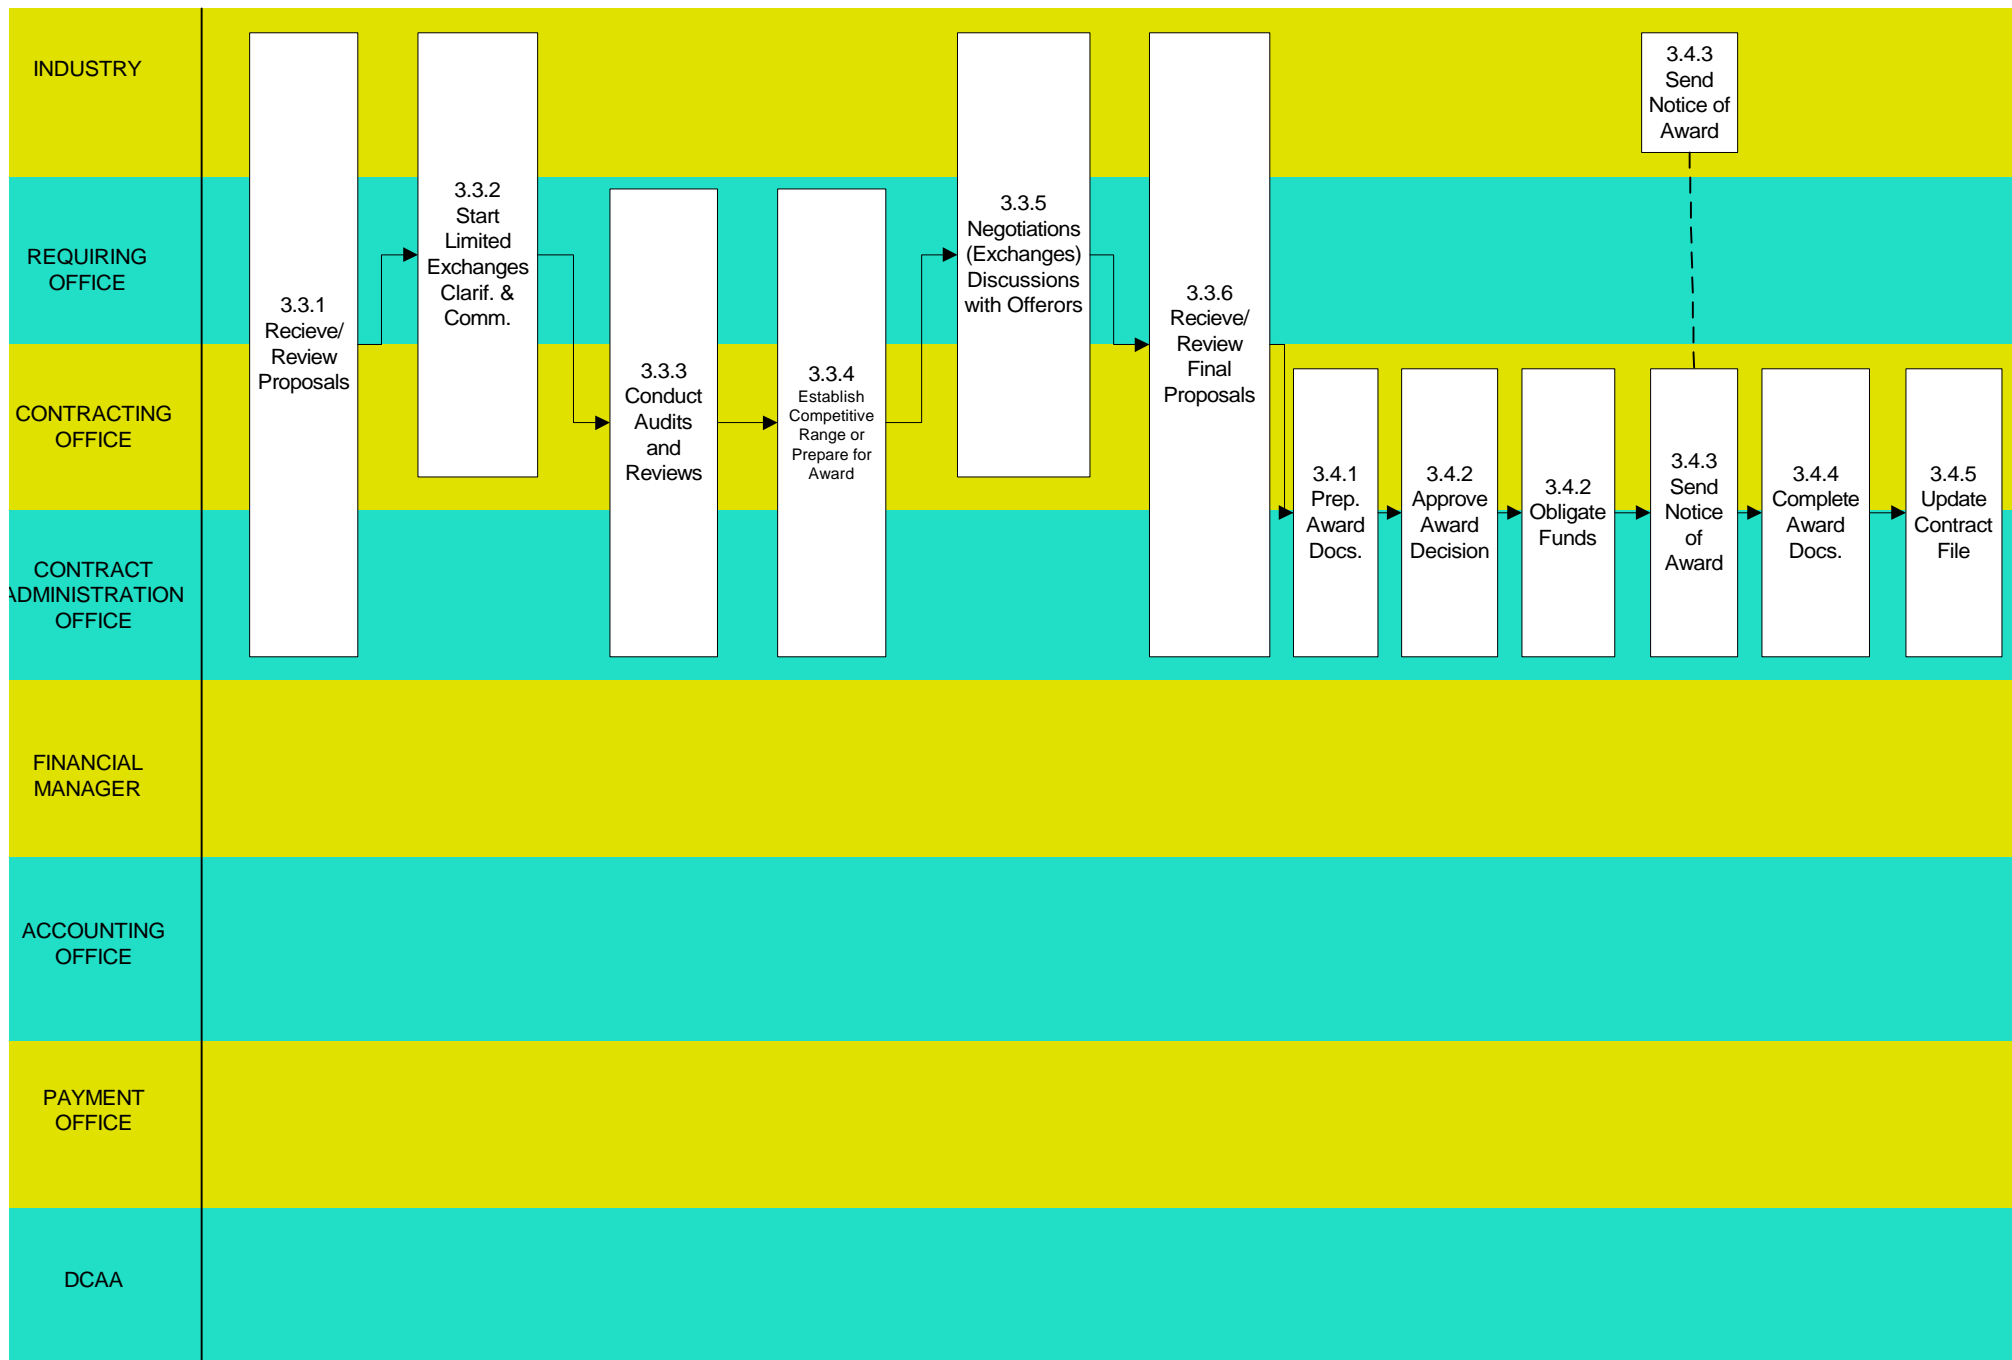 INDUSTRY
REQUIRING
OFFICE
CONTRACTING
OFFICE
CONTRACT
ADMINISTRATION
OFFICE
FINANCIAL
MANAGER
ACCOUNTING
OFFICE
PAYMENT
OFFICE
DCAA
3.3.1
Recieve/
Review
Proposals
3.3.2
Start
Limited
Exchanges
Clarif. &
Comm.
3.3.3
Conduct
Audits
and
Reviews
3.3.4
Establish
Competitive
Range or
Prepare for
Award
3.3.5
Negotiations
(Exchanges)
Discussions
with Offerors
3.3.6
Recieve/
Review
Final
Proposals
3.4.1
Prep.
Award
Docs.
3.4.2
Approve
Award
Decision
3.4.2
Obligate
Funds
3.4.3
Send
Notice of
Award
3.4.3
Send
Notice
of
Award
3.4.4
Complete
Award
Docs.
3.4.5
Update
Contract
File